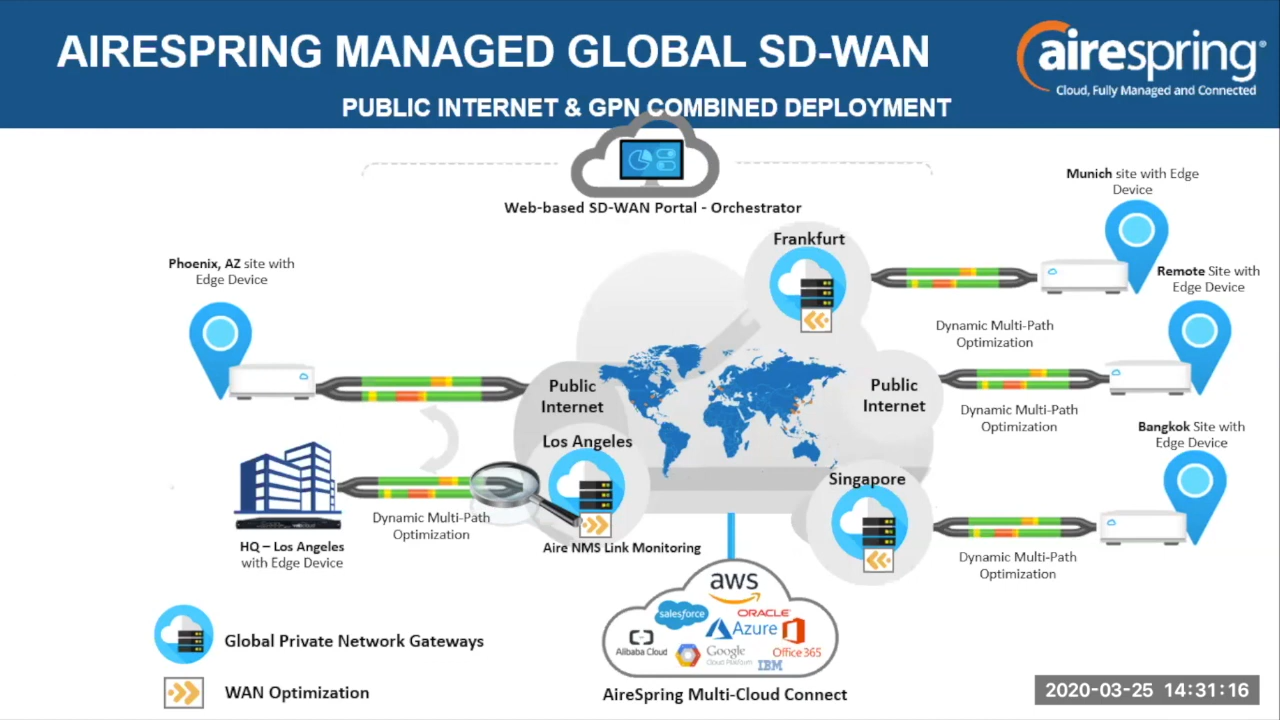 AIRESPRING MANAGED GLOBAL SD-WAN
airespring®
Cloud, Fully Managed and Connected
PUBLIC INTERNET & GPN COMBINED DEPLOYMENT
Web-based SD-WAN Portal - Orchestrator
Munich site with Edge
Device
Frankfurt
Phoenix, AZ site with
Edge Device
Remote Site with
Edge Device
Dynamic Multi-Path
Optimization
Public
Internet
Public
Internet
Dynamic Multi-Path
Optimization
Bangkok Site with
Edge Device
Los Angeles
Singapore
Dynamic Multi-Path
Optimization
HQ – Los Angeles
with Edge Device
Aire NMS Link Monitoring
Dynamic Multi-Path
Optimization
aws
salesforce
ORACLE
Azure
Alibaba Cloud
Google
Cloud Platform
Office 365
IBM
AireSpring Multi-Cloud Connect
Global Private Network Gateways
WAN Optimization
2020-03-25 14:31:16